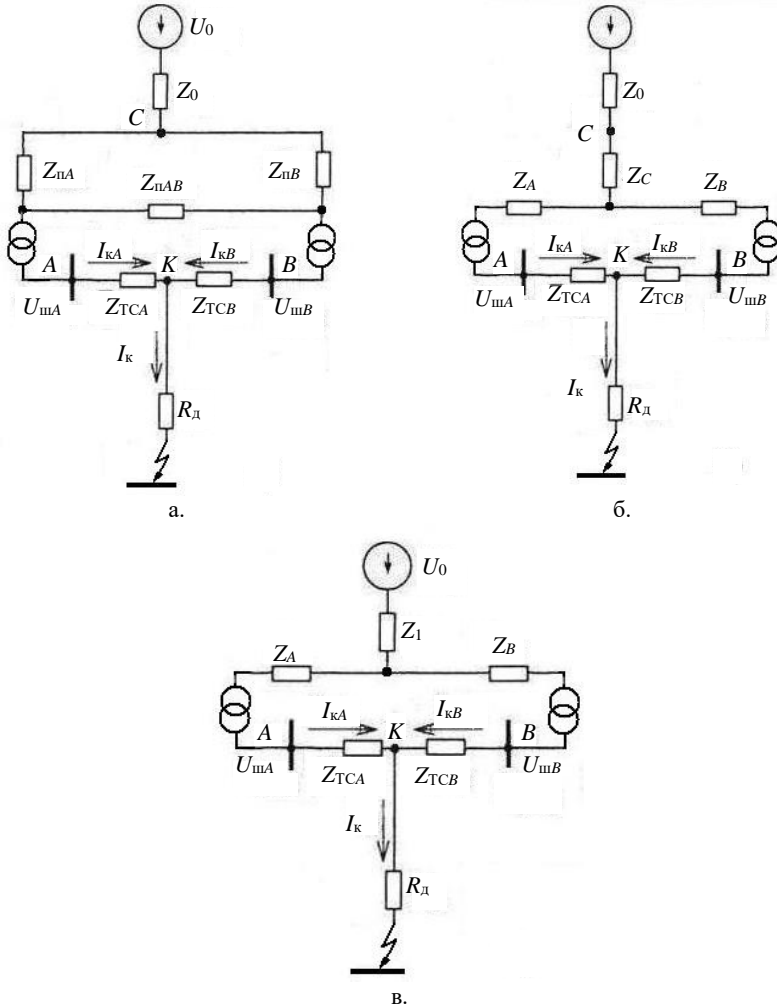 U₀
Z₀
C
ZпA ZпB
ZпAB
A IкA K IкB B
UшA ZТСA ZТСB UшB
Iк
Rд
а.
Z₀
C
ZC
ZA ZB
A IкA K IкB B
UшA ZТСA ZТСB UшB
Iк
Rд
б.
U₀
Z₁
ZA ZB
A IкA K IкB B
UшA ZТСA ZТСB UшB
Iк
Rд
в.